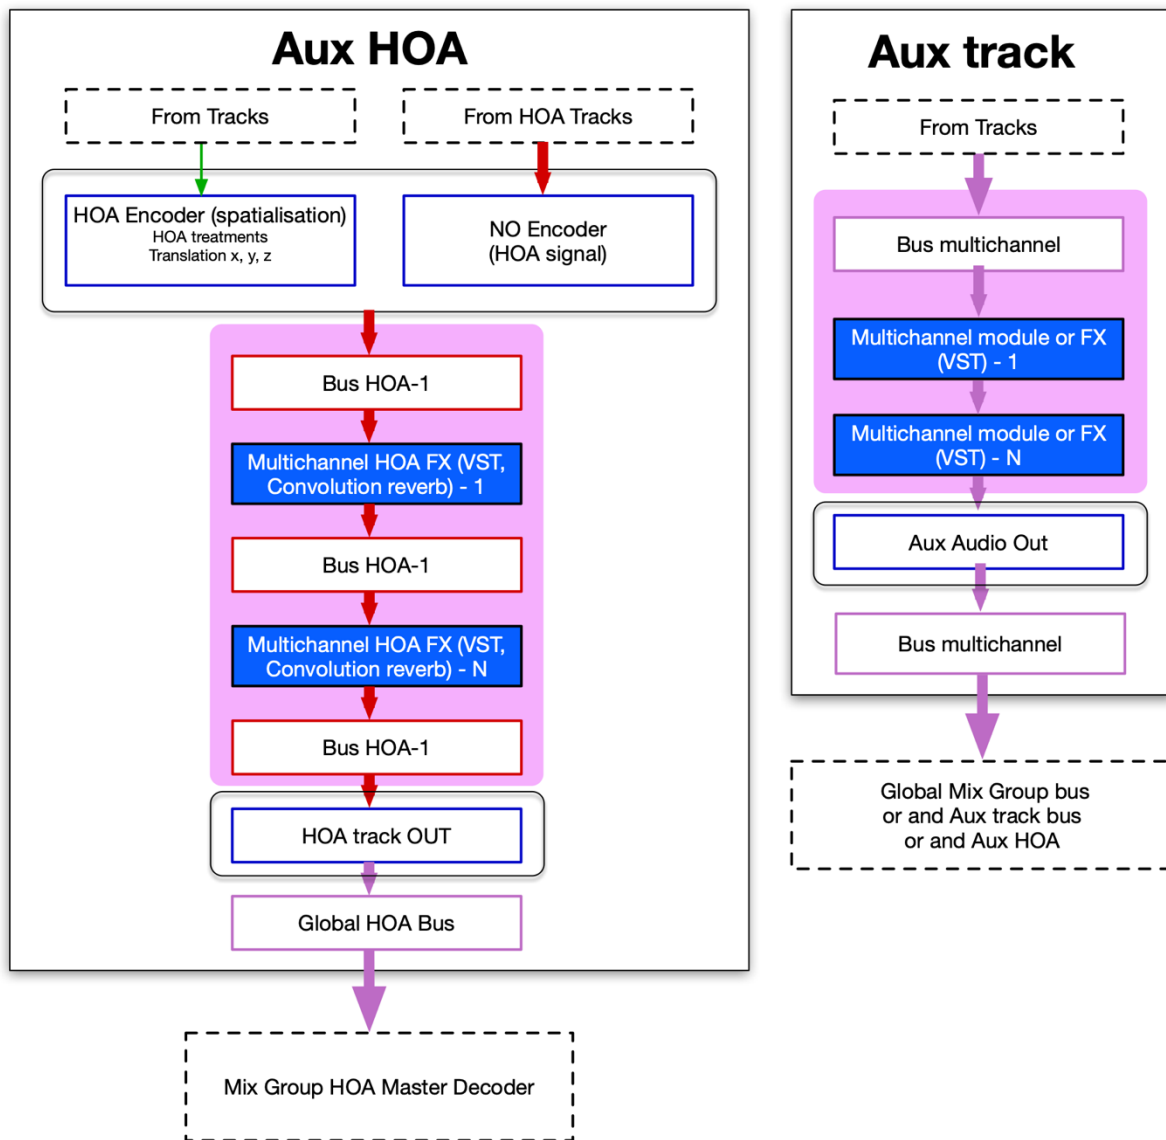 Aux HOA
From Tracks
From HOA Tracks
HOA Encoder (spatialisation)
HOA treatments
Translation x, y, z
NO Encoder
(HOA signal)
Bus HOA-1
Multichannel HOA FX (VST,
Convolution reverb) - 1
Bus HOA-1
Multichannel HOA FX (VST,
Convolution reverb) - N
Bus HOA-1
HOA track OUT
Global HOA Bus
Mix Group HOA Master Decoder
Aux track
From Tracks
Bus multichannel
Multichannel module or FX
(VST) - 1
Multichannel module or FX
(VST) - N
Aux Audio Out
Bus multichannel
Global Mix Group bus
or and Aux track bus
or and Aux HOA